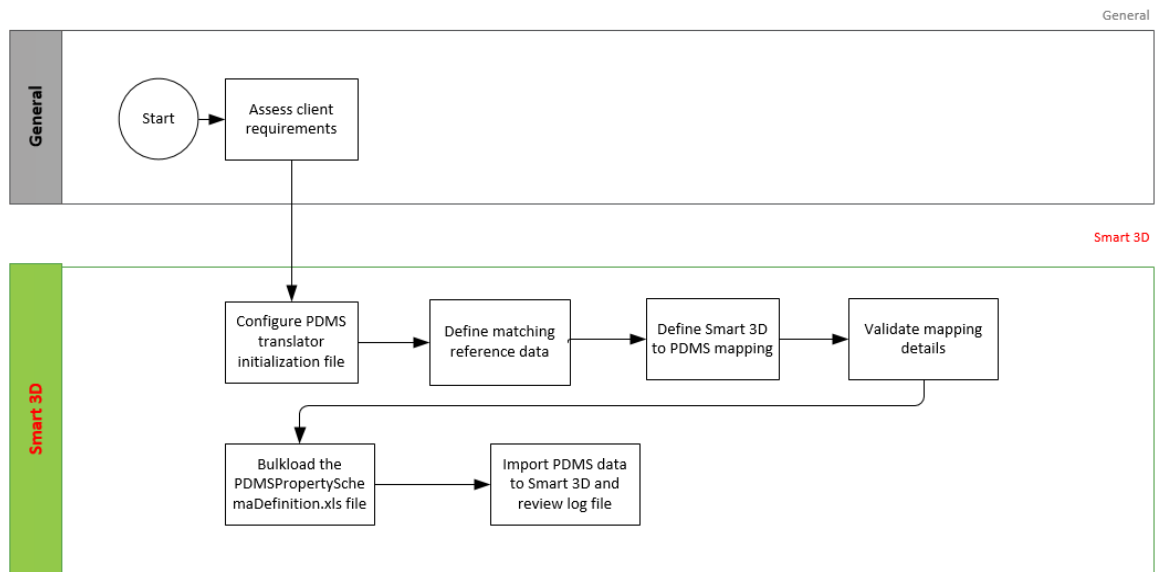 General
General
Start
Assess client
requirements
Smart 3D
Smart 3D
Configure PDMS
translator
initialization file
Define matching
reference data
Define Smart 3D
to PDMS mapping
Validate mapping
details
Bulkload the
PDMSPropertySche
maDefinition.xls file
Import PDMS data
to Smart 3D and
review log file